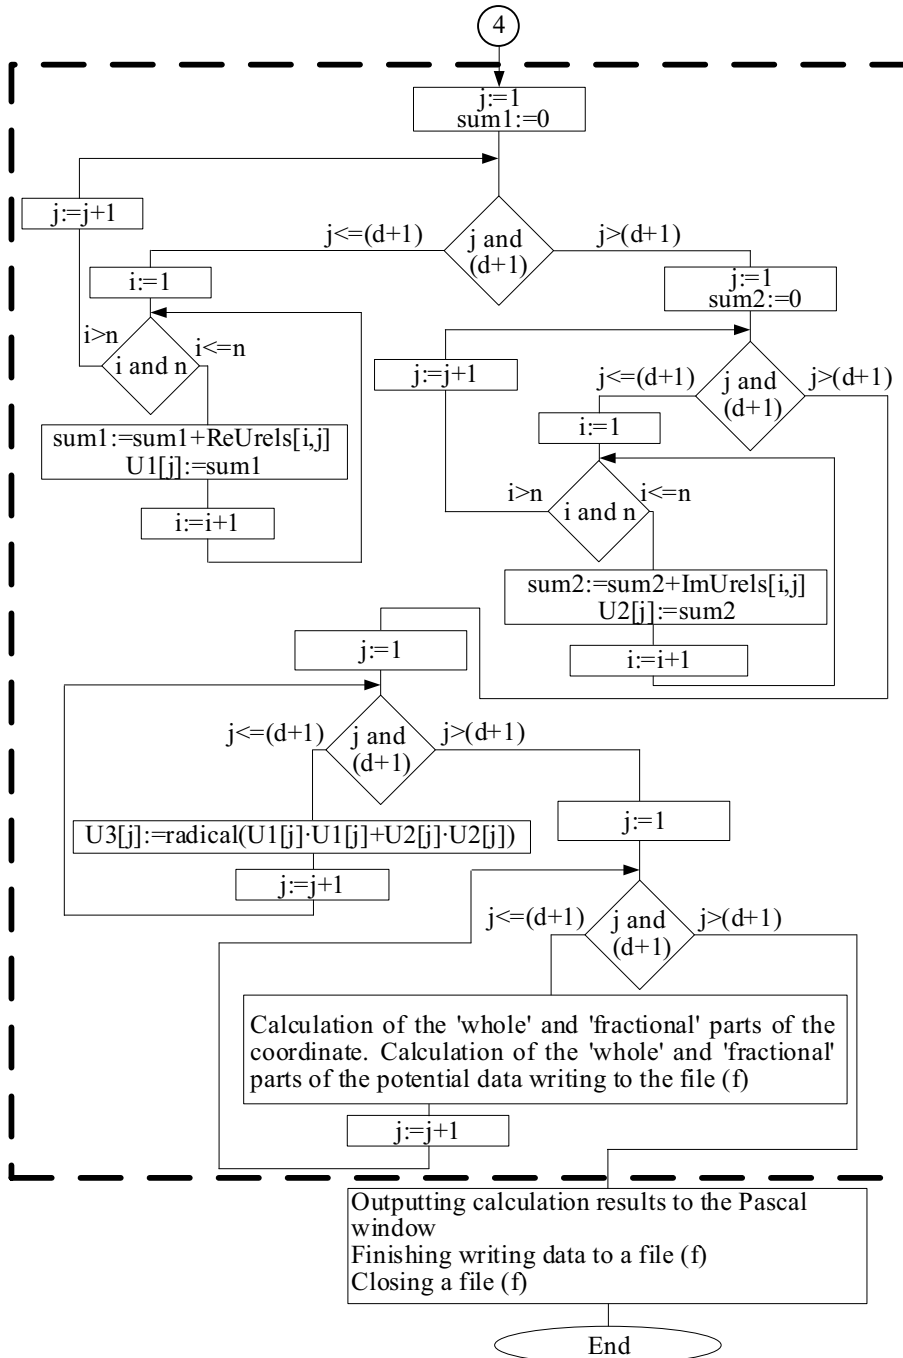 4
j:=1
sum1:=0
j:=j+1
j<=(d+1)
j and
(d+1)
j>(d+1)
i:=1
i>n
i and n
i<=n
sum1:=sum1+ReUrels[i,j]
U1[j]:=sum1
i:=i+1
j:=1
sum2:=0
j:=j+1
j<=(d+1)
j and
(d+1)
j>(d+1)
i:=1
i>n
i and n
i<=n
sum2:=sum2+ImUrels[i,j]
U2[j]:=sum2
i:=i+1
j:=1
j<=(d+1)
j and
(d+1)
j>(d+1)
U3[j]:=radical(U1[j]·U1[j]+U2[j]·U2[j])
j:=j+1
j:=1
j<=(d+1)
j and
(d+1)
j>(d+1)
Calculation of the 'whole' and 'fractional' parts of the
coordinate. Calculation of the 'whole' and 'fractional'
parts of the potential data writing to the file (f)
j:=j+1
Outputting calculation results to the Pascal
window
Finishing writing data to a file (f)
Closing a file (f)
End